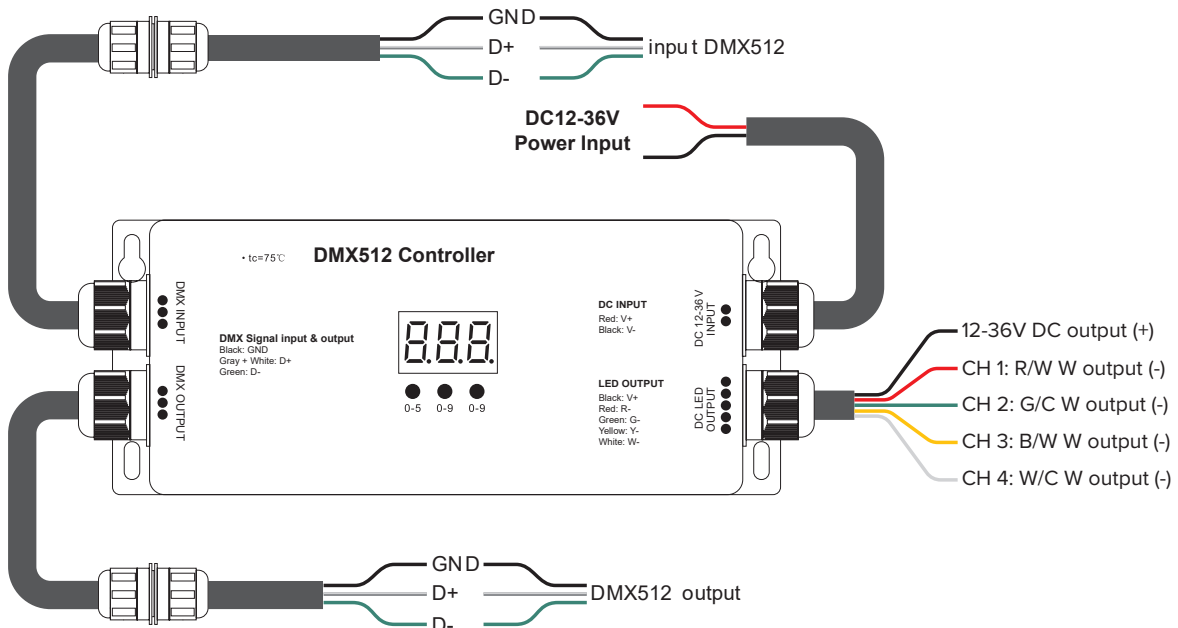 GND
D+
input DMX512
D-
DC12-36V
Power Input
• tc=75℃
DMX512 Controller
DMX INPUT
DMX Signal input & output
Black: GND
Gray + White: D+
Green: D-
DMX OUTPUT
8.8.8.
0-5
0-9
0-9
DC INPUT
Red: V+
Black: V-
DC 12-36V
INPUT
LED OUTPUT
Black: V+
Red: R-
Green: G-
Yellow: Y-
White: W-
DC LED
OUTPUT
12-36V DC output (+)
CH 1: R/W W output (-)
CH 2: G/C W output (-)
CH 3: B/W W output (-)
CH 4: W/C W output (-)
GND
D+
DMX512 output
D-